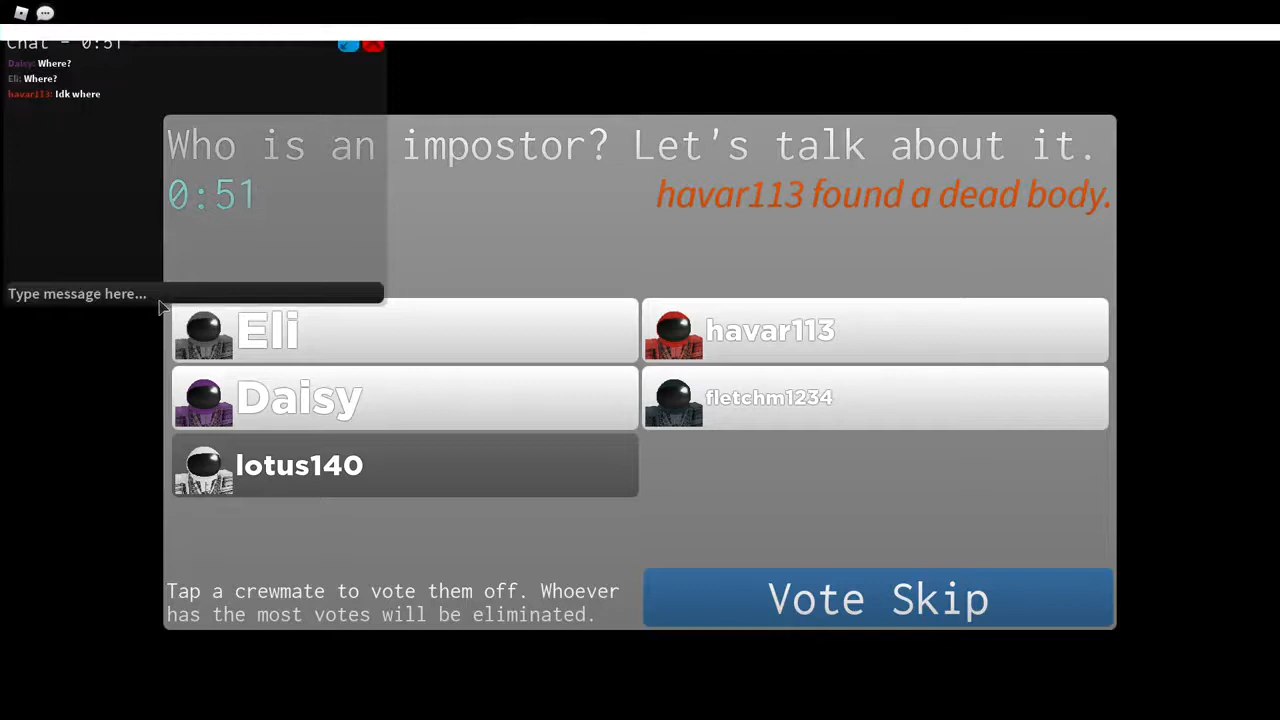 Chat - 0:51
Daisy: Where?
Eli: Where?
havar113: Idk where
Type message here...
Who is an impostor? Let's talk about it.
0:51
havar113 found a dead body.
Eli
havar113
Daisy
fletchm1234
lotus140
Tap a crewmate to vote them off. Whoever
has the most votes will be eliminated.
Vote Skip